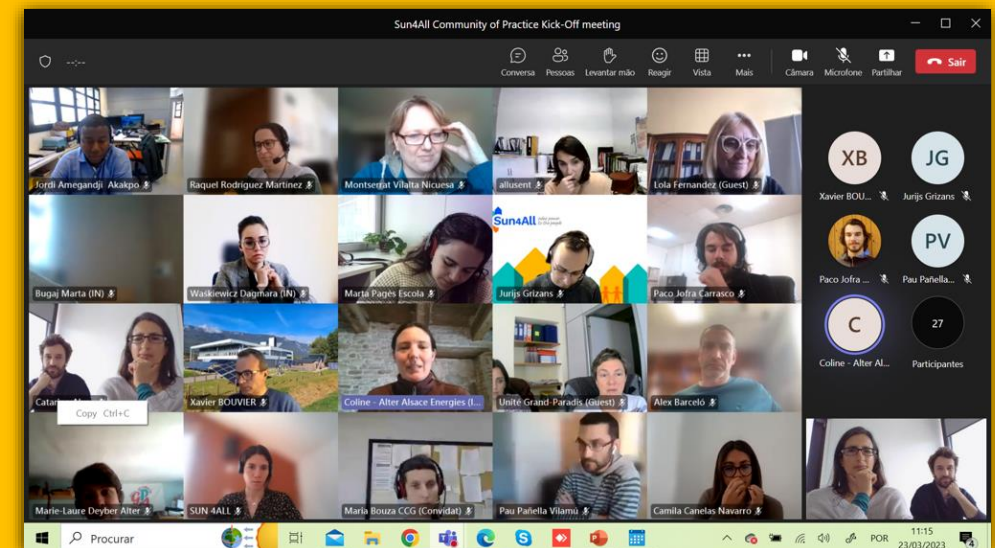 Sun4All Community of Practice Kick-Off meeting
--:--
Conversa Pessoas Levantar mão Reagir Vista Mais Câmara Microfone Partilhar Sair
Jordi Amegandji Akakpo
Raquel Rodriguez Martinez
Montserrat Vilalta Nicuesa
allusent
Lola Fernandez (Guest)
XB
JG
Xavier BOU...
Jurijs Grizans
Bugaj Marta (IN)
Waśkiewicz Dagmara (IN)
Marta Pagès Escola
Sun4All
Jurijs Grizans
Paco Jofra Carrasco
PV
Paco Jofra ...
Pau Pañella...
Xavier BOUVIER
Coline - Alter Alsace Energies (I...
Unité Grand-Paradis (Guest)
Alex Barceló
C
27
Coline - Alter Al...
Participantes
Copy Ctrl+C
Marie-Laure Deyber Alter
SUN 4ALL
Maria Bouza CCG (Convidat)
Pau Pañella Vilamú
Camila Canelas Navarro
Procurar
POR
11:15
23/03/2023
4